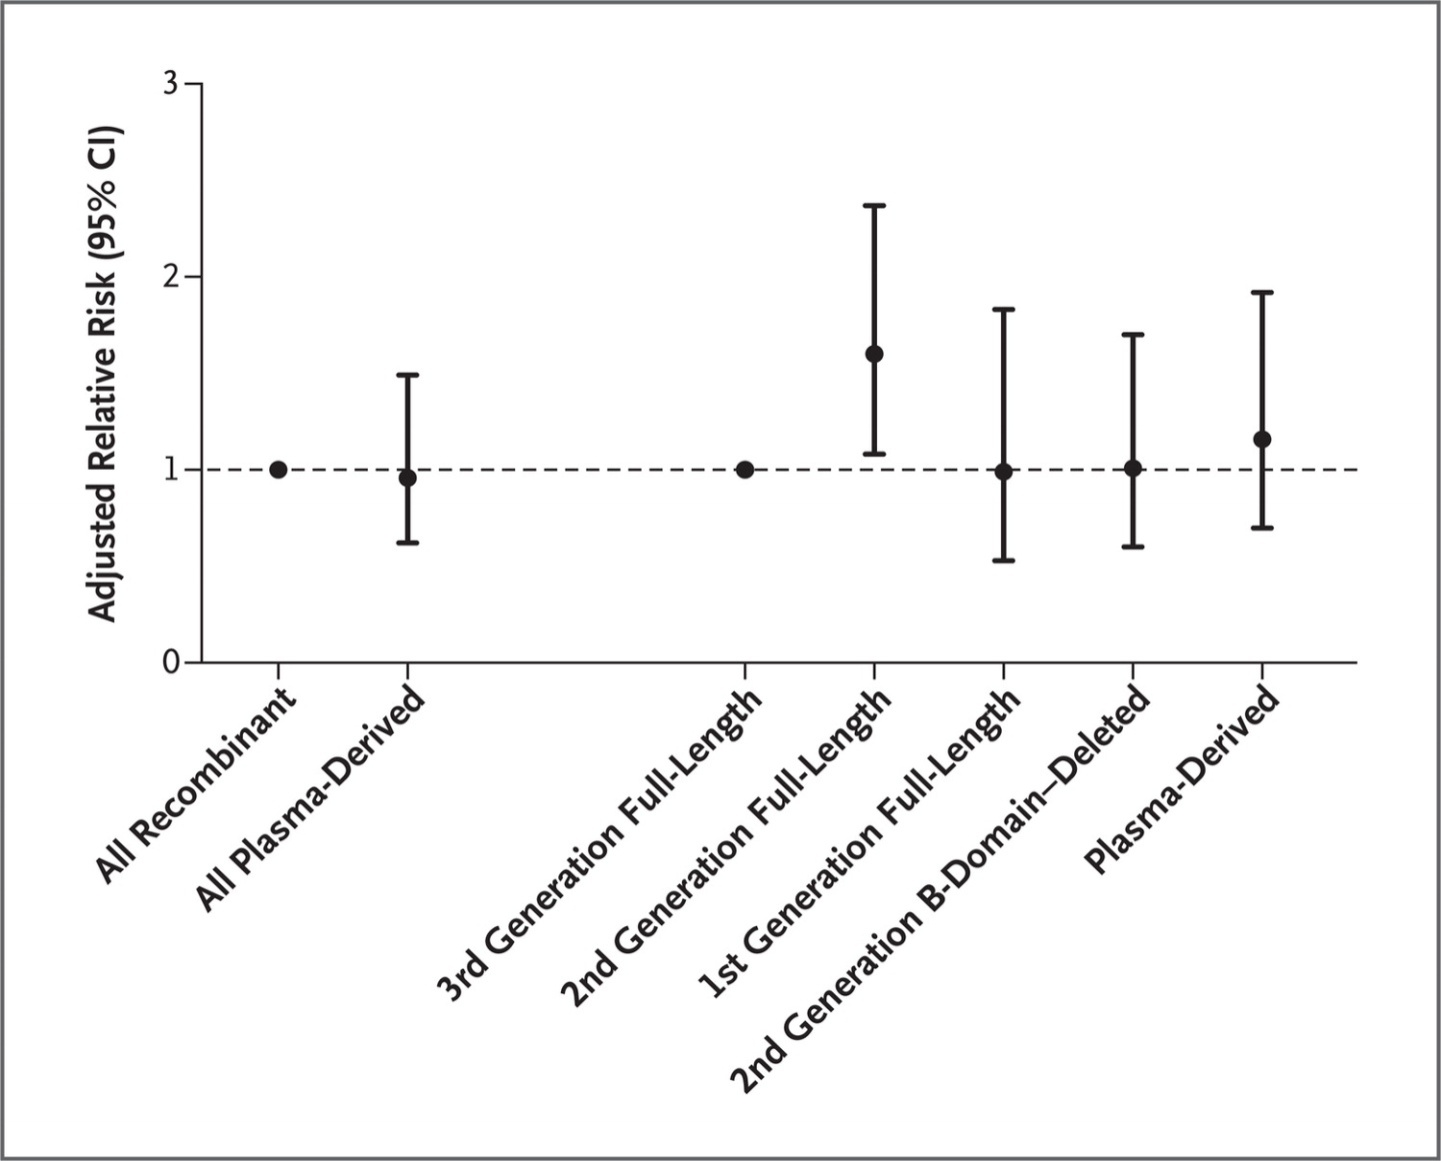 Adjusted Relative Risk (95% CI)
3
2
1
0
All Recombinant
All Plasma-Derived
3rd Generation Full-Length
2nd Generation Full-Length
1st Generation Full-Length
2nd Generation B-Domain–Deleted
Plasma-Derived